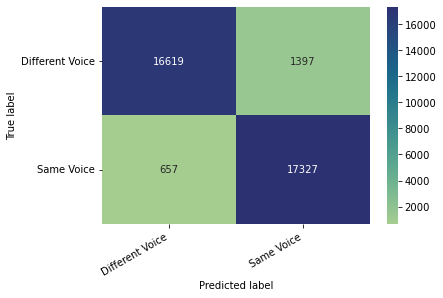 Different Voice
16619
1397
Same Voice
657
17327
True label
Different Voice
Same Voice
Predicted label
16000
14000
12000
10000
8000
6000
4000
2000